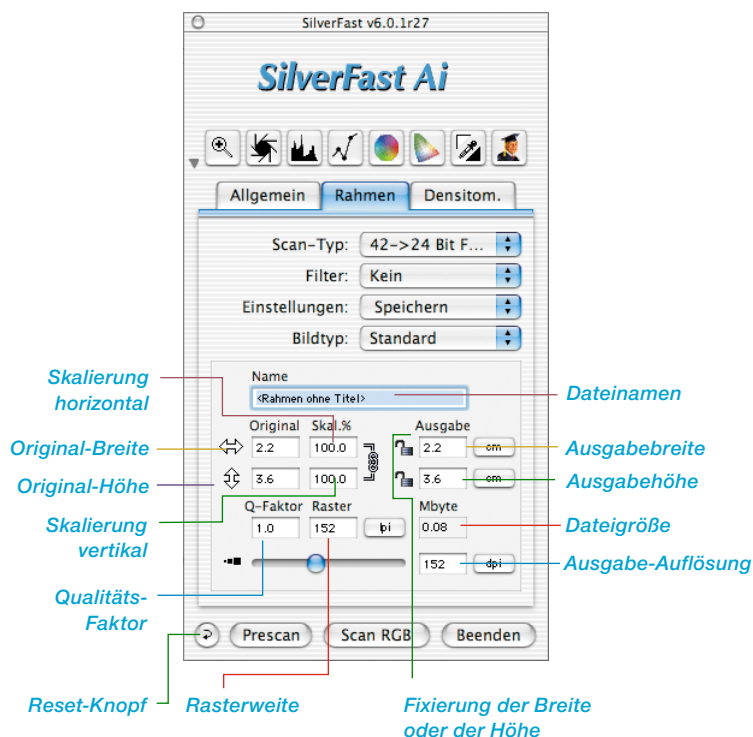 SilverFast v6.0.1r27
SilverFast Ai
Allgemein Rahmen Densitom.
Scan-Typ: 42->24 Bit F...
Filter: Kein
Einstellungen: Speichern
Bildtyp: Standard
Name
<Rahmen ohne Titel>
Original Skal.% Ausgabe
2.2 100.0 2.2 cm
3.6 100.0 3.6 cm
Q-Faktor Raster Mbyte
1.0 152 lpi 0.08
152 dpi
Prescan Scan RGB Beenden
Skalierung
horizontal
Original-Breite
Original-Höhe
Skalierung
vertikal
Qualitäts-
Faktor
Reset-Knopf
Rasterweite
Dateinamen
Ausgabebreite
Ausgabehöhe
Dateigröße
Ausgabe-Auflösung
Fixierung der Breite
oder der Höhe